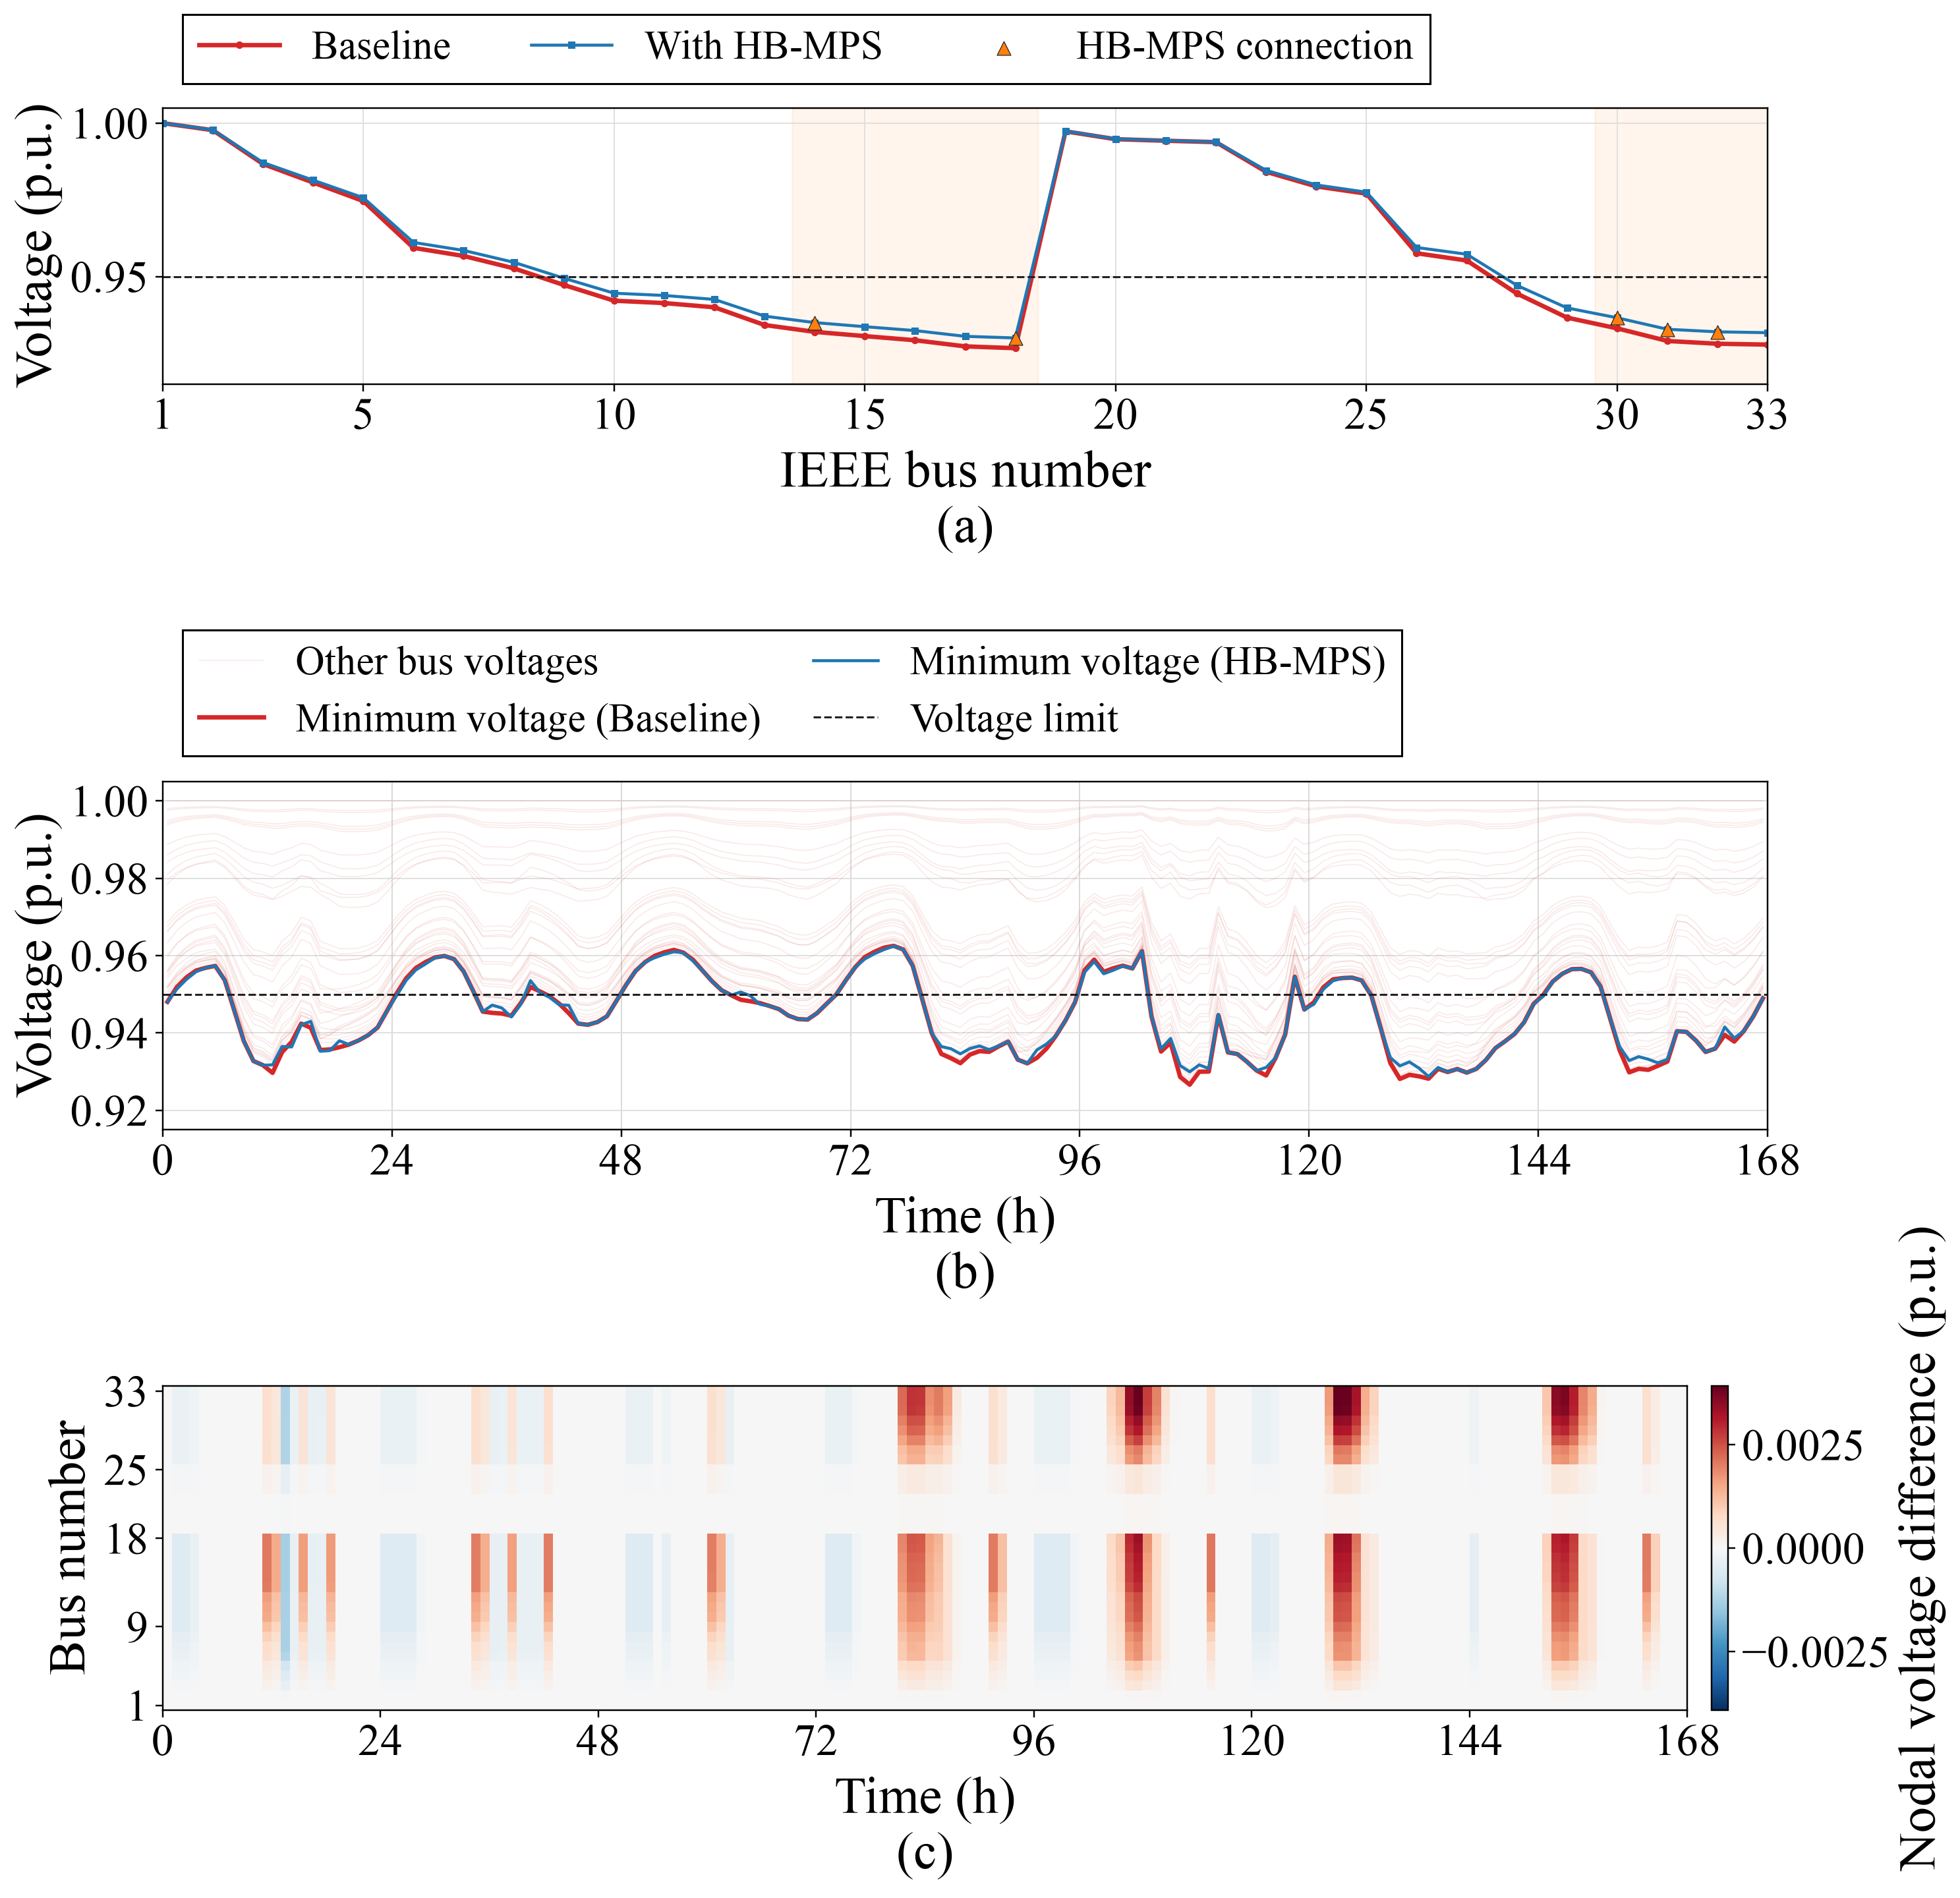 Baseline With HB-MPS HB-MPS connection
Voltage (p.u.)
1.00
0.95
1 5 10 15 20 25 30 33
IEEE bus number
(a)
Other bus voltages Minimum voltage (HB-MPS)
Minimum voltage (Baseline) Voltage limit
Voltage (p.u.)
1.00
0.98
0.96
0.94
0.92
0 24 48 72 96 120 144 168
Time (h)
(b)
Bus number
33
25
18
9
1
0 24 48 72 96 120 144 168
Time (h)
(c)
0.0025
0.0000
−0.0025
Nodal voltage difference (p.u.)